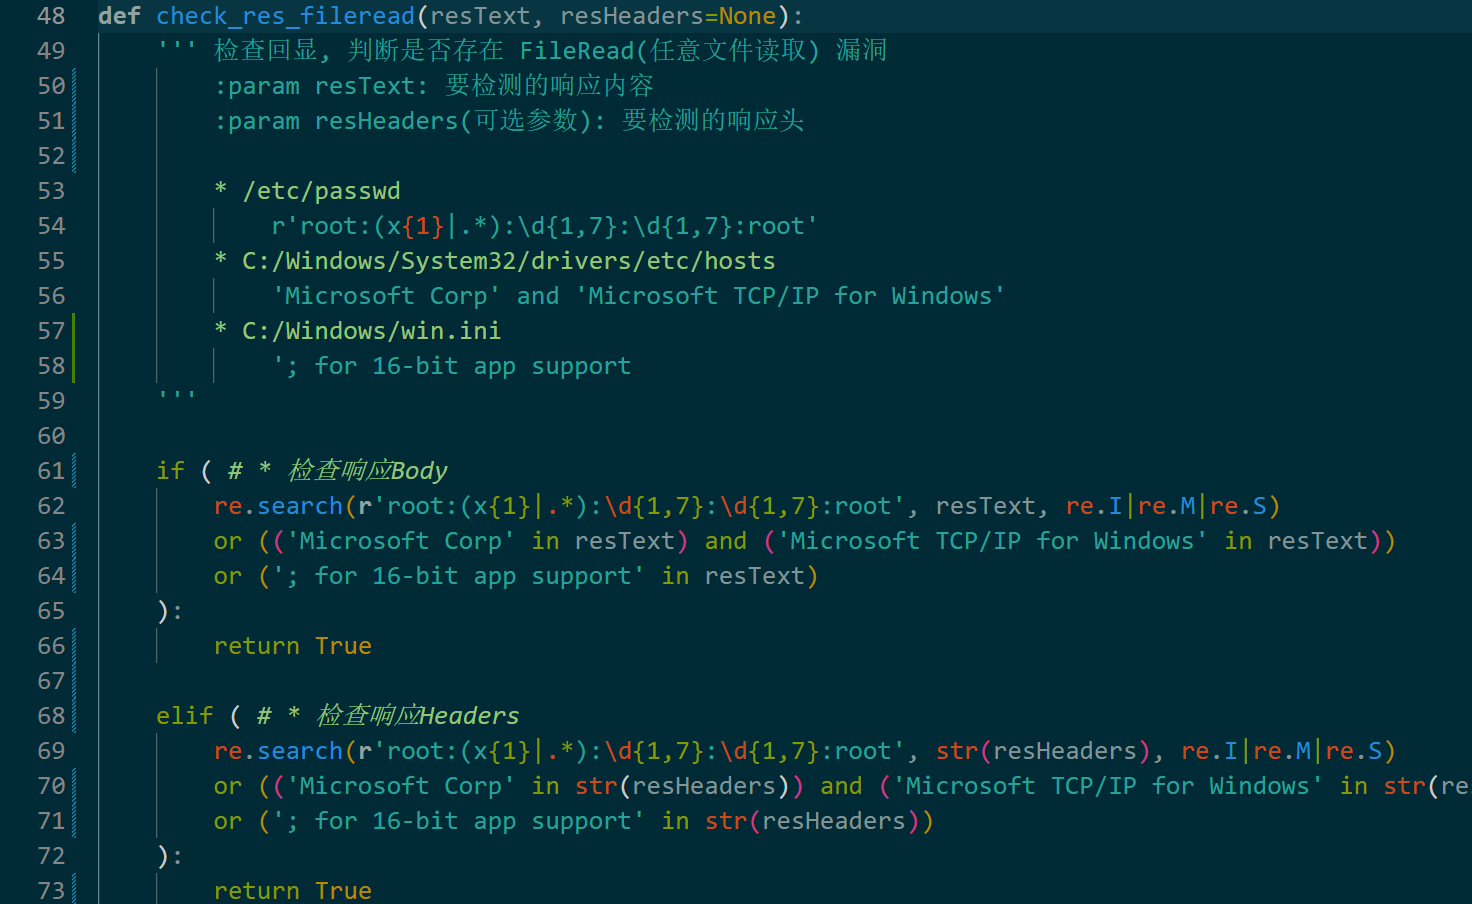 48 def check_res_fileread(resText, resHeaders=None):
49     ''' 检查回显, 判断是否存在 FileRead(任意文件读取) 漏洞
50         :param resText: 要检测的响应内容
51         :param resHeaders(可选参数): 要检测的响应头
52
53         * /etc/passwd
54             r'root:(x{1}|.*):\d{1,7}:\d{1,7}:root'
55         * C:/Windows/System32/drivers/etc/hosts
56             'Microsoft Corp' and 'Microsoft TCP/IP for Windows'
57         * C:/Windows/win.ini
58             '; for 16-bit app support
59     '''
60
61     if ( # * 检查响应Body
62         re.search(r'root:(x{1}|.*):\d{1,7}:\d{1,7}:root', resText, re.I|re.M|re.S)
63         or (('Microsoft Corp' in resText) and ('Microsoft TCP/IP for Windows' in resText))
64         or ('; for 16-bit app support' in resText)
65     ):
66         return True
67
68     elif ( # * 检查响应Headers
69         re.search(r'root:(x{1}|.*):\d{1,7}:\d{1,7}:root', str(resHeaders), re.I|re.M|re.S)
70         or (('Microsoft Corp' in str(resHeaders)) and ('Microsoft TCP/IP for Windows' in str(re
71         or ('; for 16-bit app support' in str(resHeaders))
72     ):
73         return True